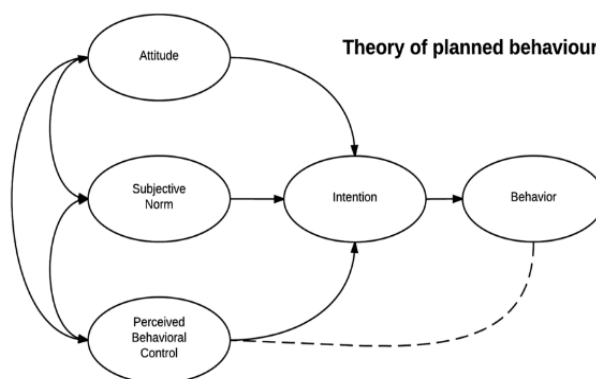 Theory of planned behaviour
Attitude
Subjective
Norm
Intention
Behavior
Perceived
Behavioral
Control